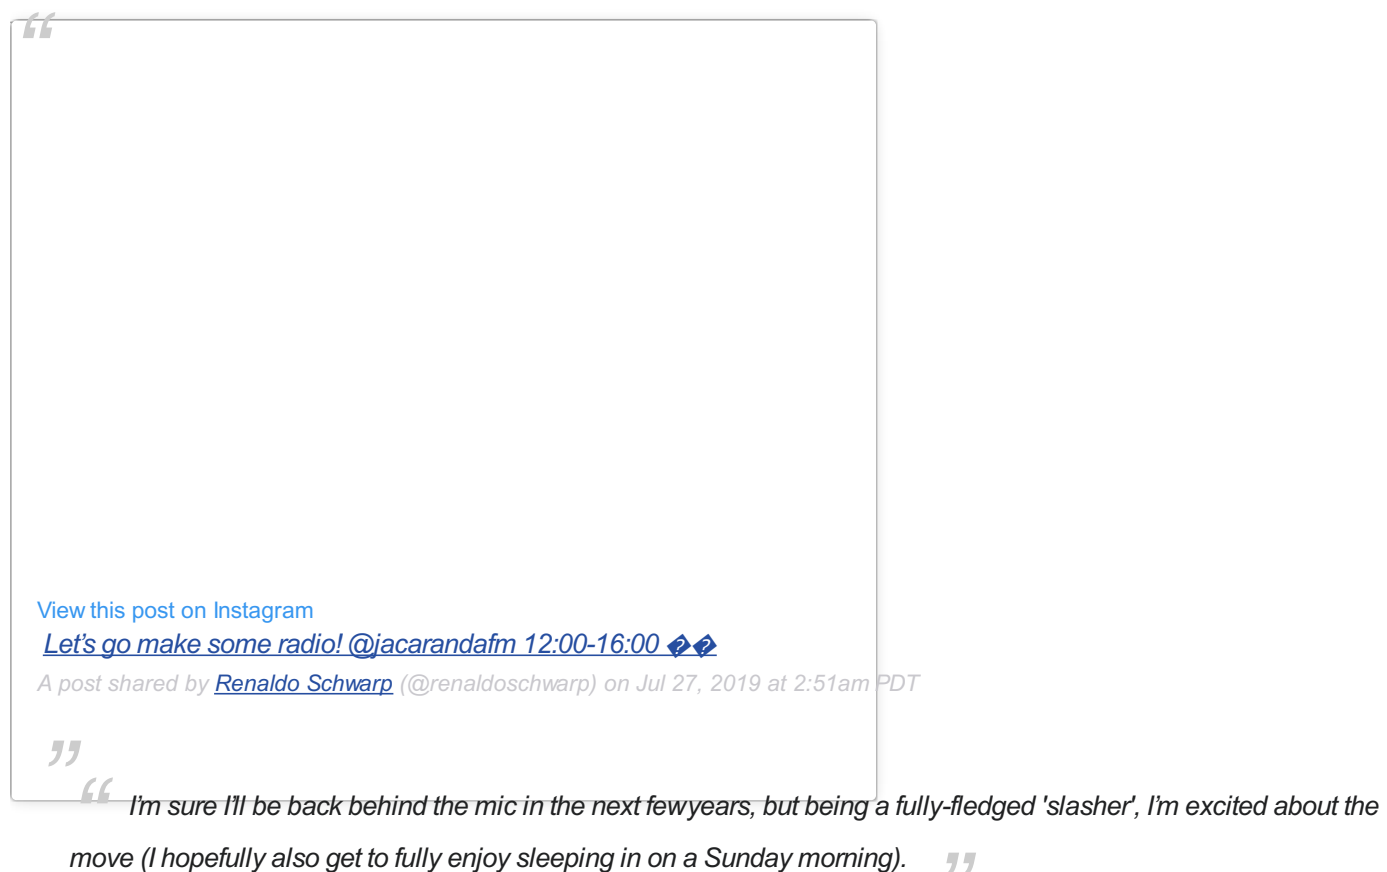 “
View this post on Instagram
Let’s go make some radio! @jacarandafm 12:00-16:00 ��
A post shared by Renaldo Schwarp (@renaldoschwarp) on Jul 27, 2019 at 2:51am PDT
”
“ I’m sure I’ll be back behind the mic in the next few years, but being a fully-fledged 'slasher', I’m excited about the
move (I hopefully also get to fully enjoy sleeping in on a Sunday morning). ”